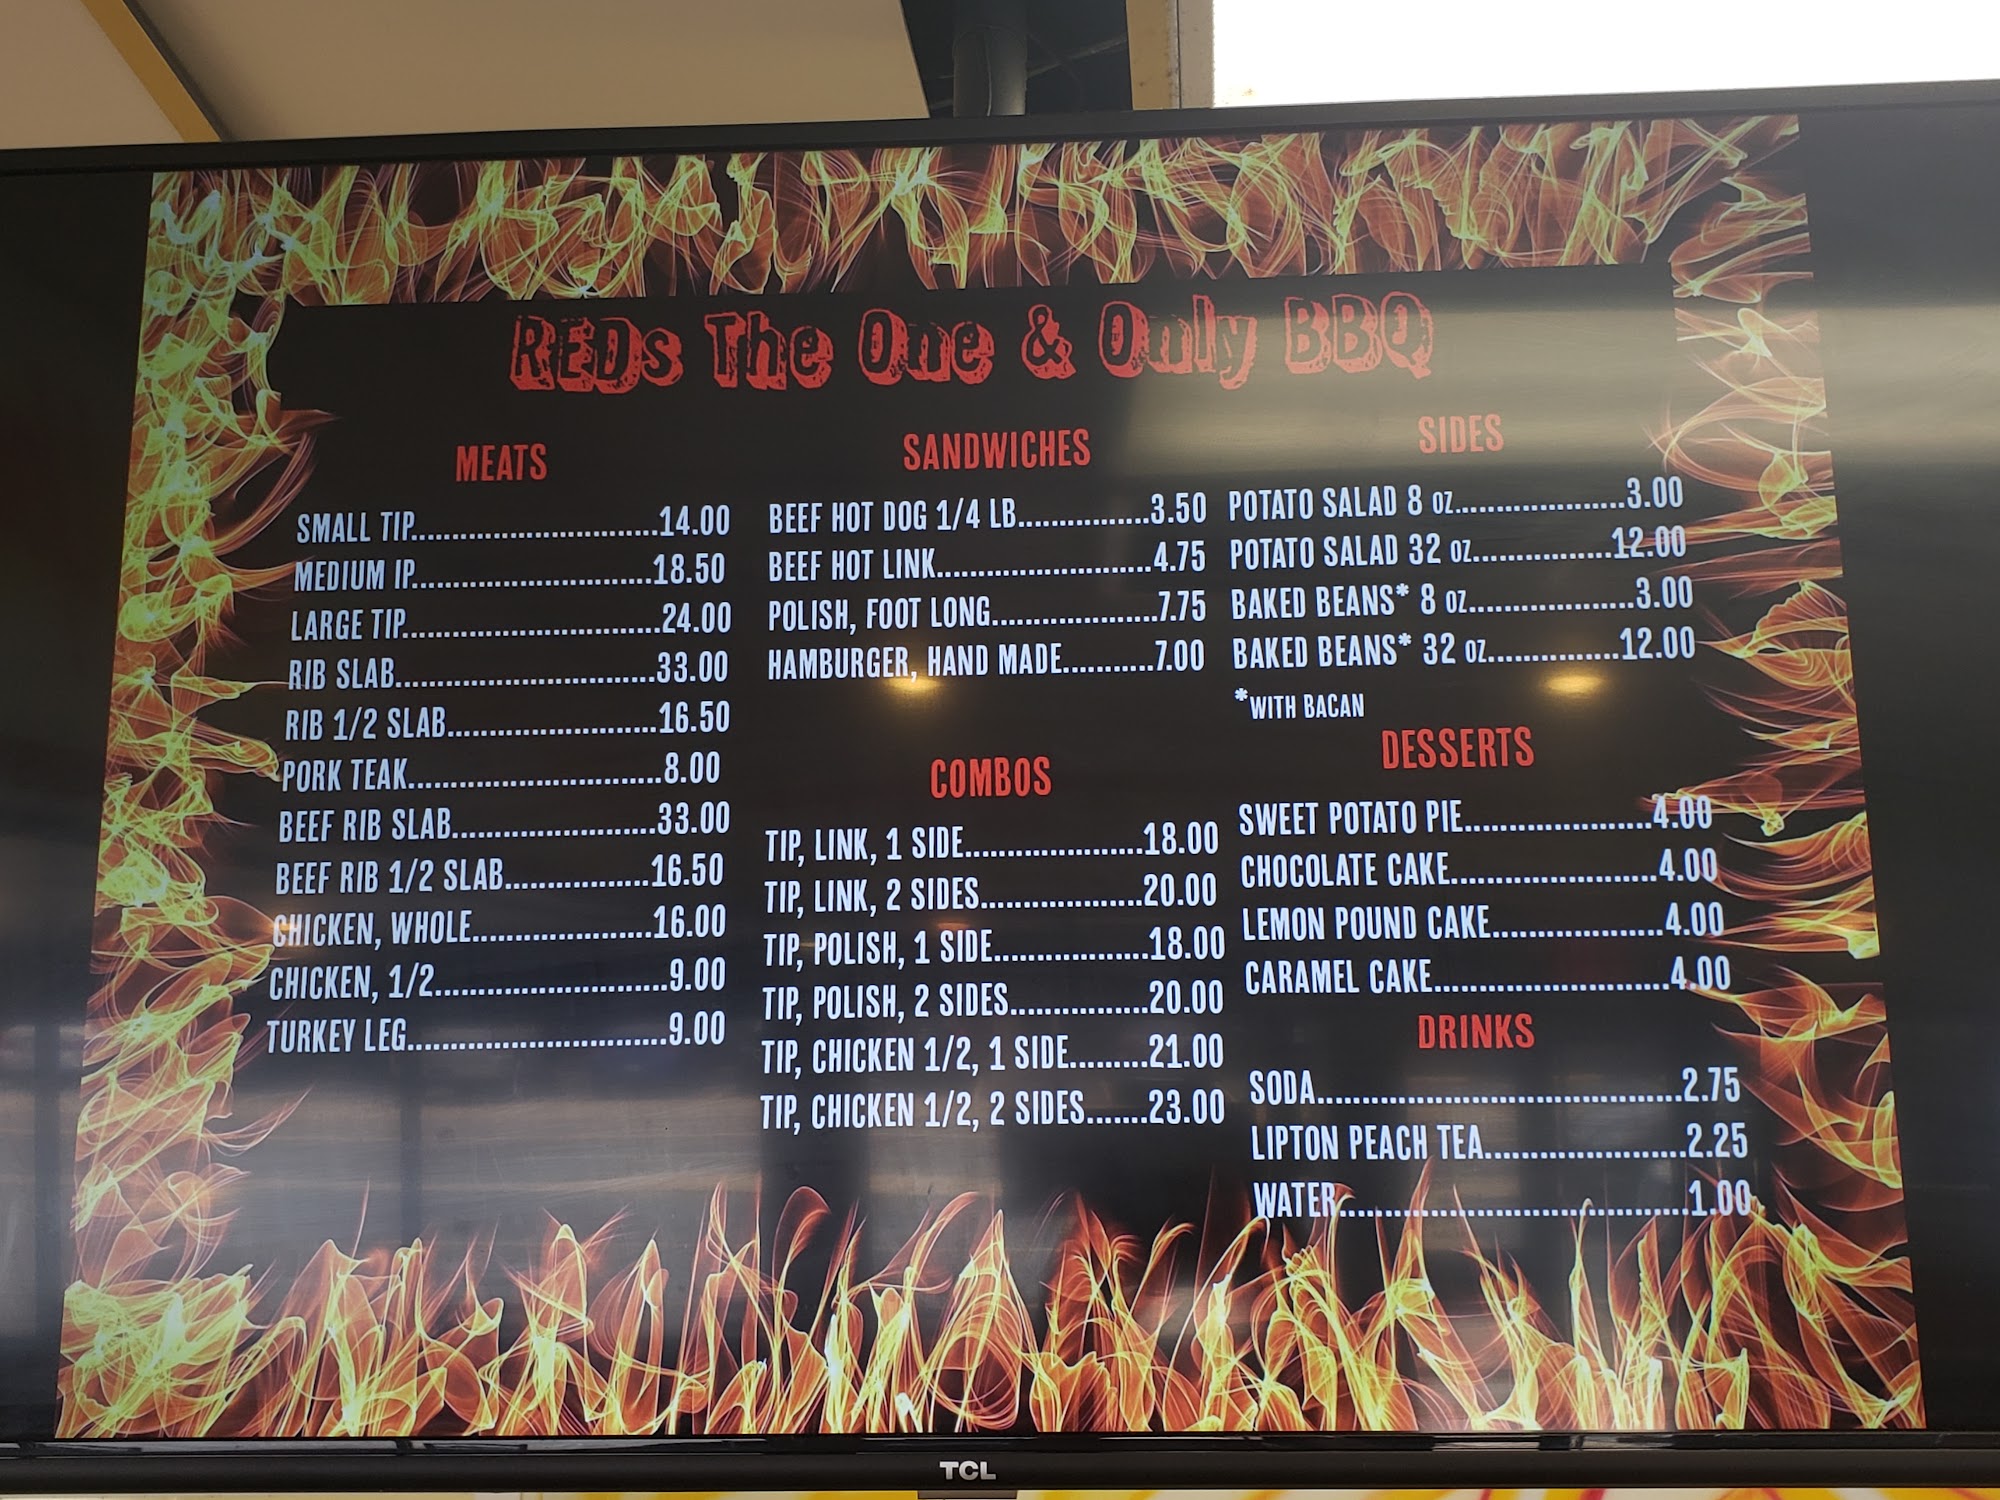 REDs The One & Only BBQ
MEATS
SMALL TIP.............................14.00
MEDIUM IP.............................18.50
LARGE TIP..............................24.00
RIB SLAB...............................33.00
RIB 1/2 SLAB.........................16.50
PORK TEAK..............................8.00
BEEF RIB SLAB........................33.00
BEEF RIB 1/2 SLAB.................16.50
CHICKEN, WHOLE.....................16.00
CHICKEN, 1/2...........................9.00
TURKEY LEG..............................9.00
SANDWICHES
BEEF HOT DOG 1/4 LB................3.50
BEEF HOT LINK..........................4.75
POLISH, FOOT LONG....................7.75
HAMBURGER, HAND MADE...........7.00
COMBOS
TIP, LINK, 1 SIDE.....................18.00
TIP, LINK, 2 SIDES...................20.00
TIP, POLISH, 1 SIDE..................18.00
TIP, POLISH, 2 SIDES................20.00
TIP, CHICKEN 1/2, 1 SIDE.........21.00
TIP, CHICKEN 1/2, 2 SIDES.......23.00
SIDES
POTATO SALAD 8 OZ....................3.00
POTATO SALAD 32 OZ................12.00
BAKED BEANS* 8 OZ....................3.00
BAKED BEANS* 32 OZ................12.00
*WITH BACAN
DESSERTS
SWEET POTATO PIE......................4.00
CHOCOLATE CAKE.........................4.00
LEMON POUND CAKE....................4.00
CARAMEL CAKE............................4.00
DRINKS
SODA...........................................2.75
LIPTON PEACH TEA........................2.25
WATER.........................................1.00
TCL